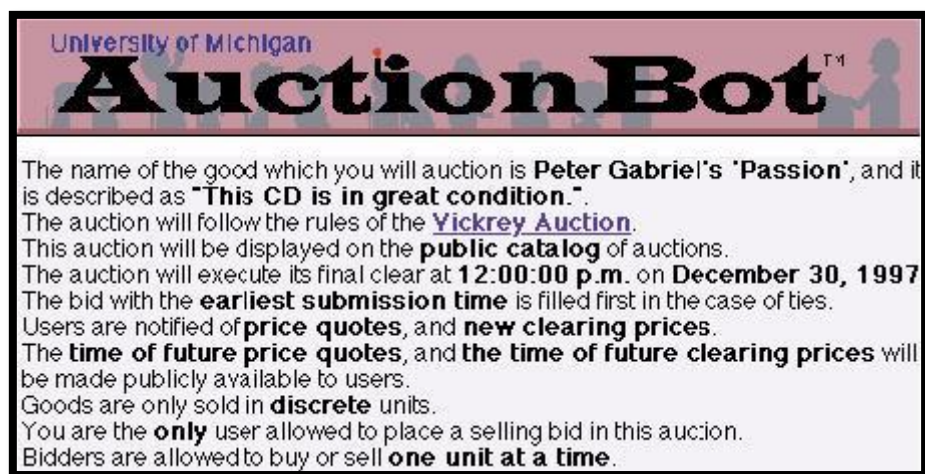 University of Michigan
AuctionBot™
The name of the good which you will auction is Peter Gabriel's 'Passion', and it
is described as "This CD is in great condition.".
The auction will follow the rules of the Vickrey Auction.
This auction will be displayed on the public catalog of auctions.
The auction will execute its final clear at 12:00:00 p.m. on December 30, 1997
The bid with the earliest submission time is filled first in the case of ties.
Users are notified of price quotes, and new clearing prices.
The time of future price quotes, and the time of future clearing prices will
be made publicly available to users.
Goods are only sold in discrete units.
You are the only user allowed to place a selling bid in this auction.
Bidders are allowed to buy or sell one unit at a time.